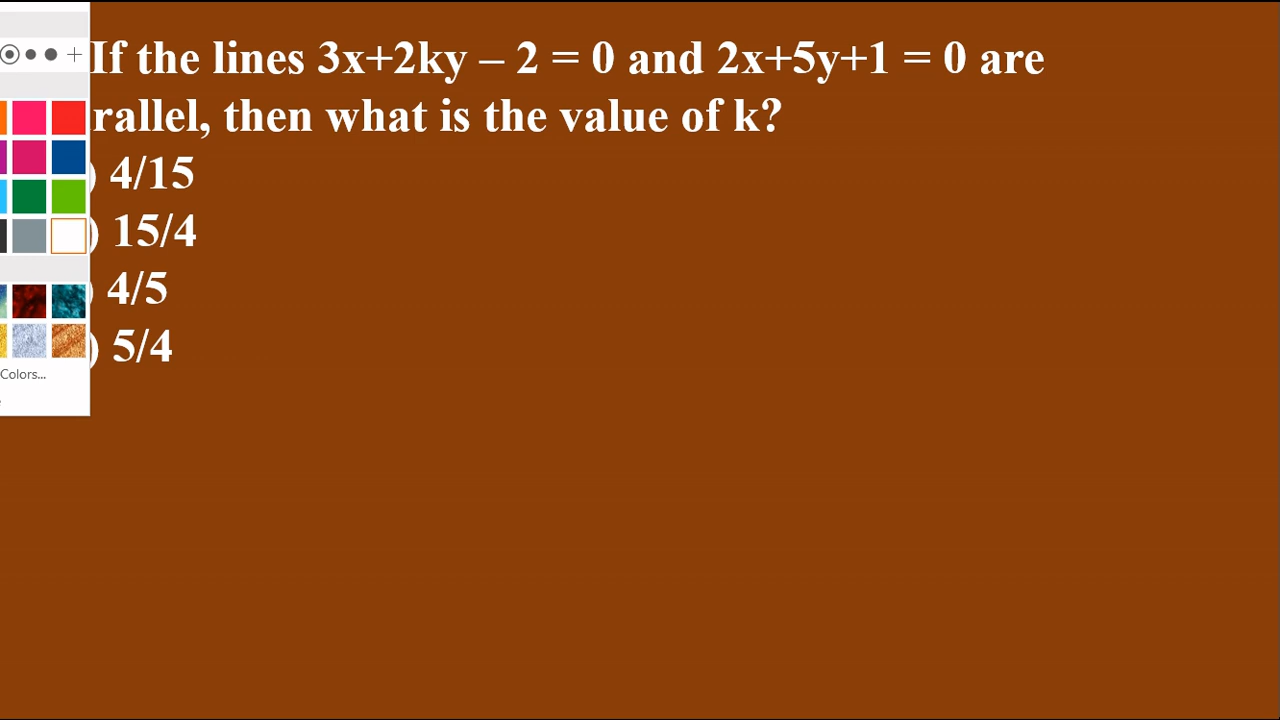 If the lines 3x+2ky – 2 = 0 and 2x+5y+1 = 0 are
rallel, then what is the value of k?
) 4/15
) 15/4
) 4/5
) 5/4
Colors...